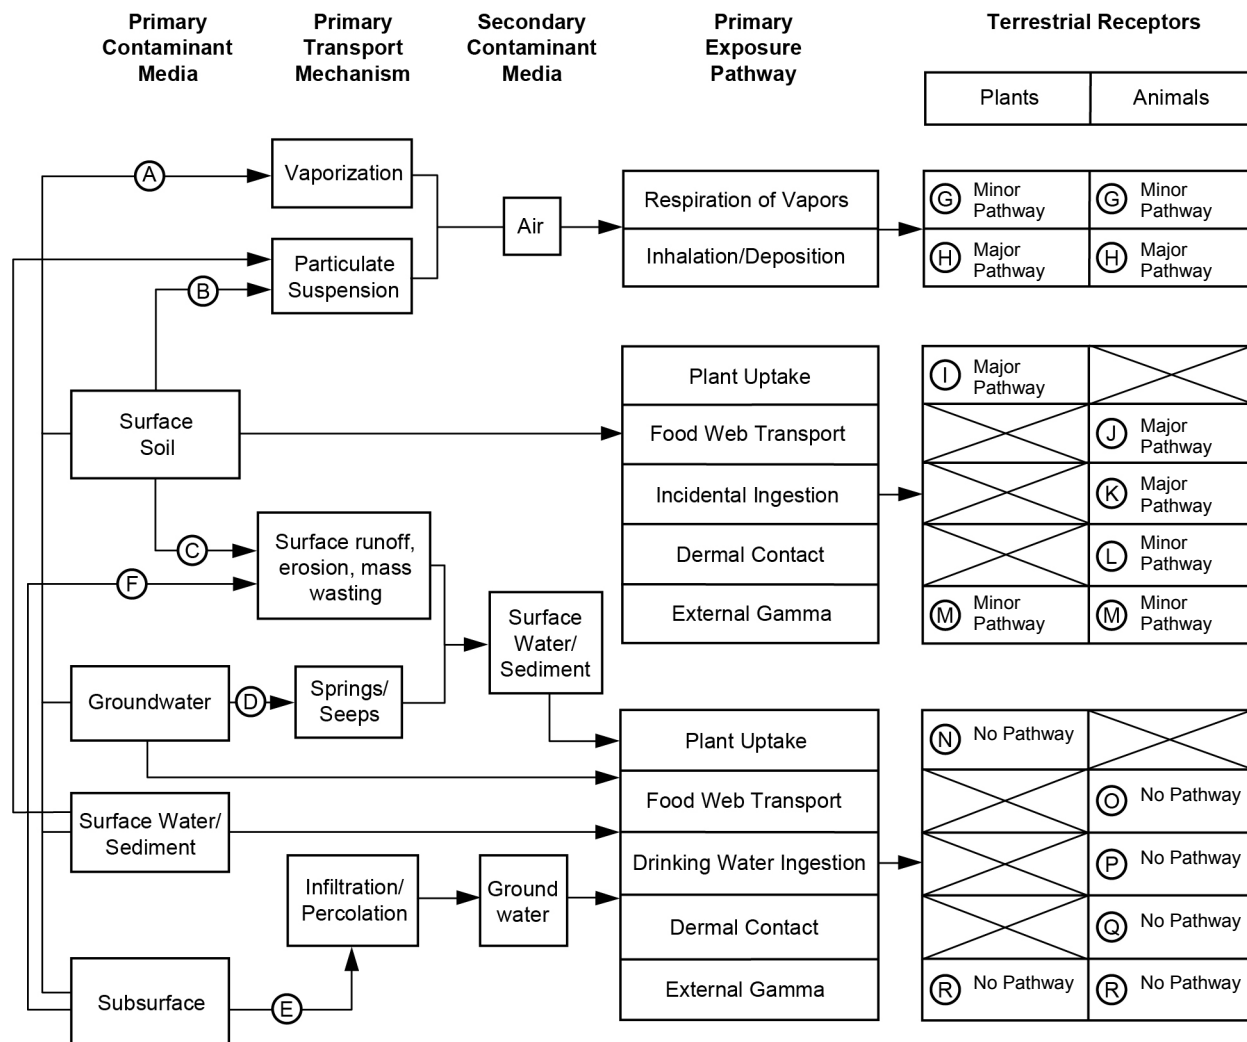 Primary
Contaminant
Media
Primary
Transport
Mechanism
Secondary
Contaminant
Media
Primary
Exposure
Pathway
Terrestrial Receptors
Plants
Animals
A
Vaporization
Air
Respiration of Vapors
G
Minor
Pathway
G
Minor
Pathway
B
Particulate
Suspension
Inhalation/Deposition
H
Major
Pathway
H
Major
Pathway
Surface
Soil
Plant Uptake
I
Major
Pathway
Food Web Transport
J
Major
Pathway
Incidental Ingestion
K
Major
Pathway
C
F
Surface runoff,
erosion, mass
wasting
Dermal Contact
L
Minor
Pathway
Surface
Water/
Sediment
External Gamma
M
Minor
Pathway
M
Minor
Pathway
Groundwater
D
Springs/
Seeps
Plant Uptake
N
No Pathway
Surface Water/
Sediment
Food Web Transport
O
No Pathway
Infiltration/
Percolation
Ground
water
Drinking Water Ingestion
P
No Pathway
Dermal Contact
Q
No Pathway
Subsurface
E
External Gamma
R
No Pathway
R
No Pathway